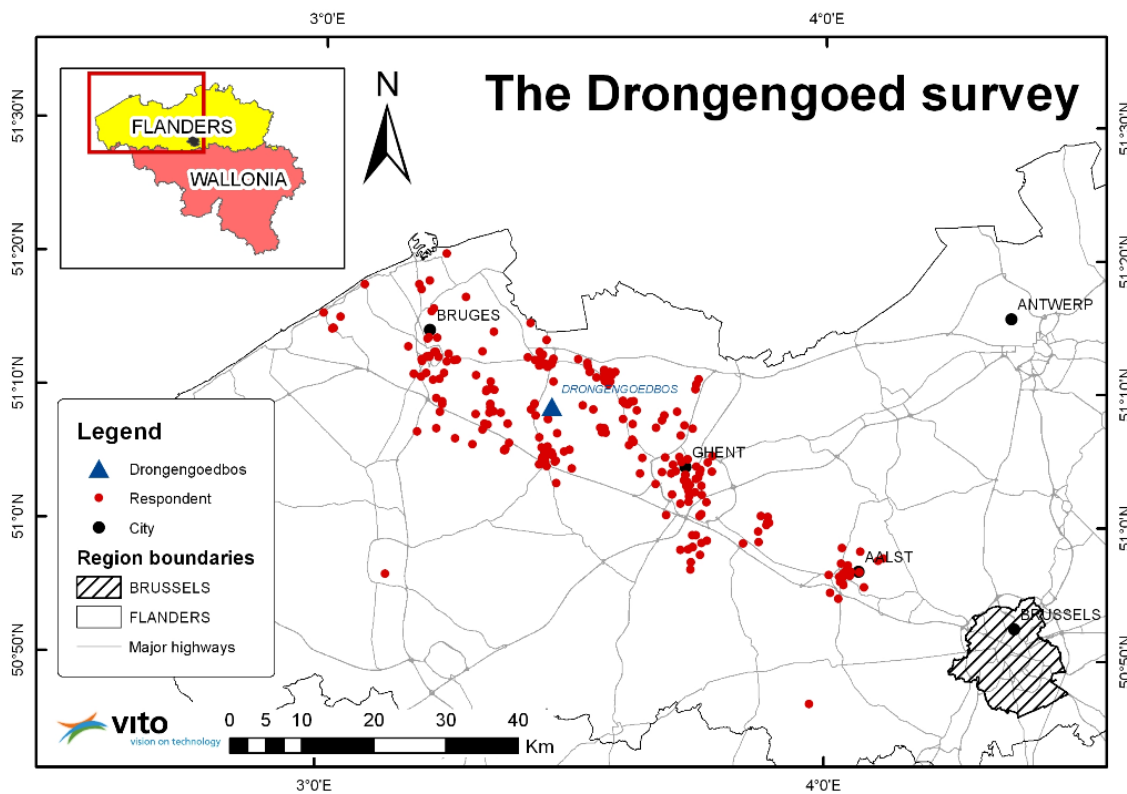 3°0'E
4°0'E
The Drongengoed survey
N
FLANDERS
WALLONIA
51°30'N
51°30'N
51°20'N
51°20'N
ANTWERP
BRUGES
51°10'N
51°10'N
DRONGENGOEDBOS
Legend
Drongengoedbos
Respondent
City
Region boundaries
BRUSSELS
FLANDERS
Major highways
GHENT
51°0'N
51°0'N
AALST
BRUSSELS
50°50'N
50°50'N
vito
vision on technology
0 5 10 20 30 40
Km
3°0'E
4°0'E